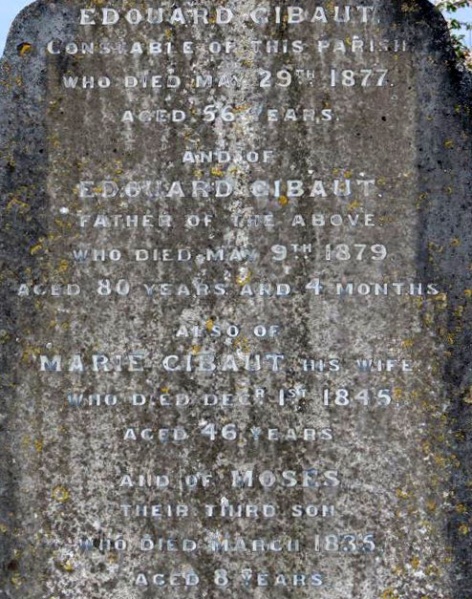 EDOUARD GIBAUT,
CONSTABLE OF THIS PARISH
WHO DIED MAY 29TH 1877.
AGED 56 YEARS.
AND OF
EDOUARD GIBAUT
FATHER OF THE ABOVE
WHO DIED MAY 9TH 1879
AGED 80 YEARS AND 4 MONTHS
ALSO OF
MARIE GIBAUT HIS WIFE
WHO DIED DECR 1ST 1845.
AGED 46 YEARS
AND OF MOSES
THEIR THIRD SON
WHO DIED MARCH 1835.
AGED 8 YEARS